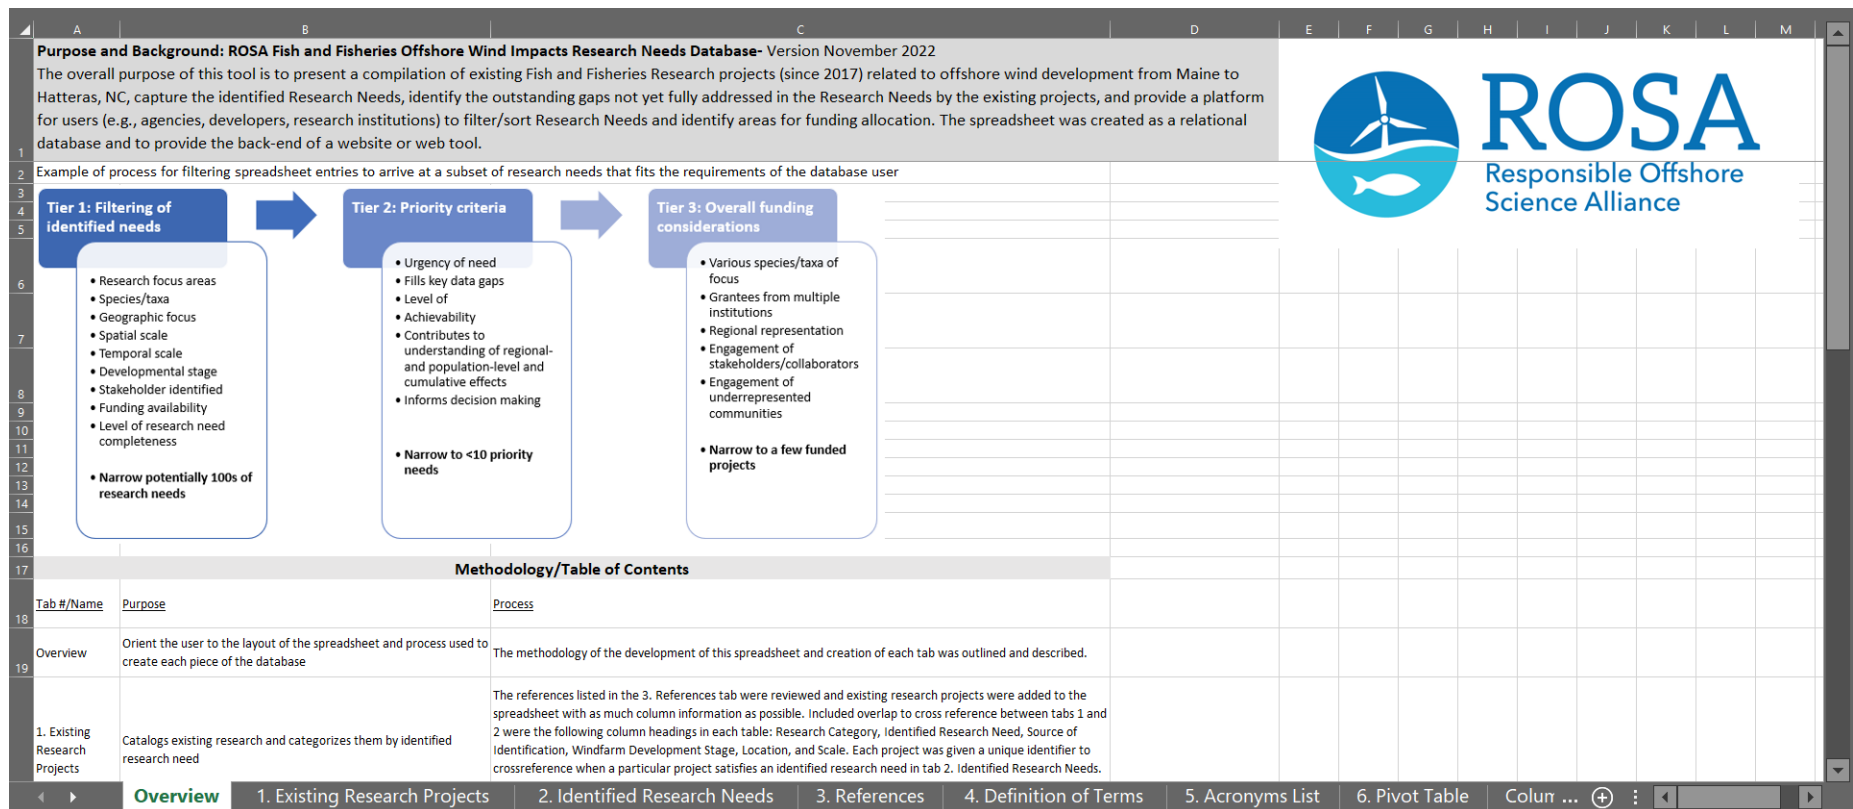 A B C D E F G H I J K L M
Purpose and Background: ROSA Fish and Fisheries Offshore Wind Impacts Research Needs Database- Version November 2022
The overall purpose of this tool is to present a compilation of existing Fish and Fisheries Research projects (since 2017) related to offshore wind development from Maine to
Hatteras, NC, capture the identified Research Needs, identify the outstanding gaps not yet fully addressed in the Research Needs by the existing projects, and provide a platform
for users (e.g., agencies, developers, research institutions) to filter/sort Research Needs and identify areas for funding allocation. The spreadsheet was created as a relational
database and to provide the back-end of a website or web tool.
1
ROSA
Responsible Offshore
Science Alliance
2 Example of process for filtering spreadsheet entries to arrive at a subset of research needs that fits the requirements of the database user
3
4
5
6
7
8
9
10
11
12
13
14
15
16
Tier 1: Filtering of
identified needs
• Research focus areas
• Species/taxa
• Geographic focus
• Spatial scale
• Temporal scale
• Developmental stage
• Stakeholder identified
• Funding availability
• Level of research need
completeness
• Narrow potentially 100s of
research needs
Tier 2: Priority criteria
• Urgency of need
• Fills key data gaps
• Level of
• Achievability
• Contributes to
understanding of regional-
and population-level and
cumulative effects
• Informs decision making
• Narrow to <10 priority
needs
Tier 3: Overall funding
considerations
• Various species/taxa of
focus
• Grantees from multiple
institutions
• Regional representation
• Engagement of
stakeholders/collaborators
• Engagement of
underrepresented
communities
• Narrow to a few funded
projects
17 Methodology/Table of Contents
18 Tab #/Name Purpose Process
19 Overview
Orient the user to the layout of the spreadsheet and process used to
create each piece of the database
The methodology of the development of this spreadsheet and creation of each tab was outlined and described.
1. Existing
Research
Projects
Catalogs existing research and categorizes them by identified
research need
The references listed in the 3. References tab were reviewed and existing research projects were added to the
spreadsheet with as much column information as possible. Included overlap to cross reference between tabs 1 and
2 were the following column headings in each table: Research Category, Identified Research Need, Source of
Identification, Windfarm Development Stage, Location, and Scale. Each project was given a unique identifier to
crossreference when a particular project satisfies an identified research need in tab 2. Identified Research Needs.
Overview 1. Existing Research Projects 2. Identified Research Needs 3. References 4. Definition of Terms 5. Acronyms List 6. Pivot Table Colun ...